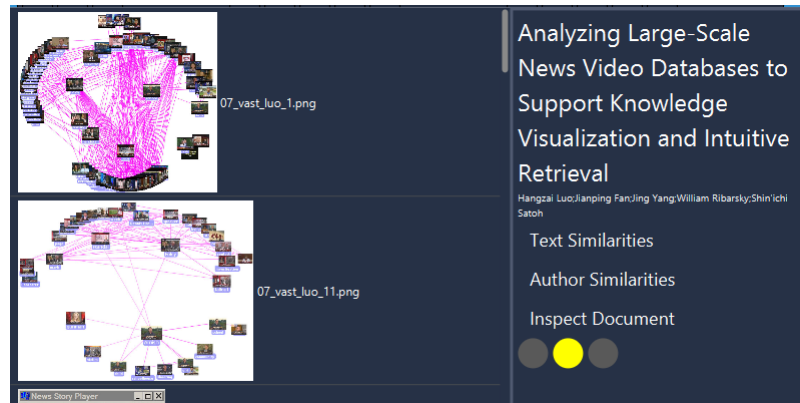 07_vast_luo_1.png
07_vast_luo_11.png
News Story Player
Analyzing Large-Scale
News Video Databases to
Support Knowledge
Visualization and Intuitive
Retrieval
Hangzai Luo;Jianping Fan;Jing Yang;William Ribarsky;Shin'ichi
Satoh
Text Similarities
Author Similarities
Inspect Document